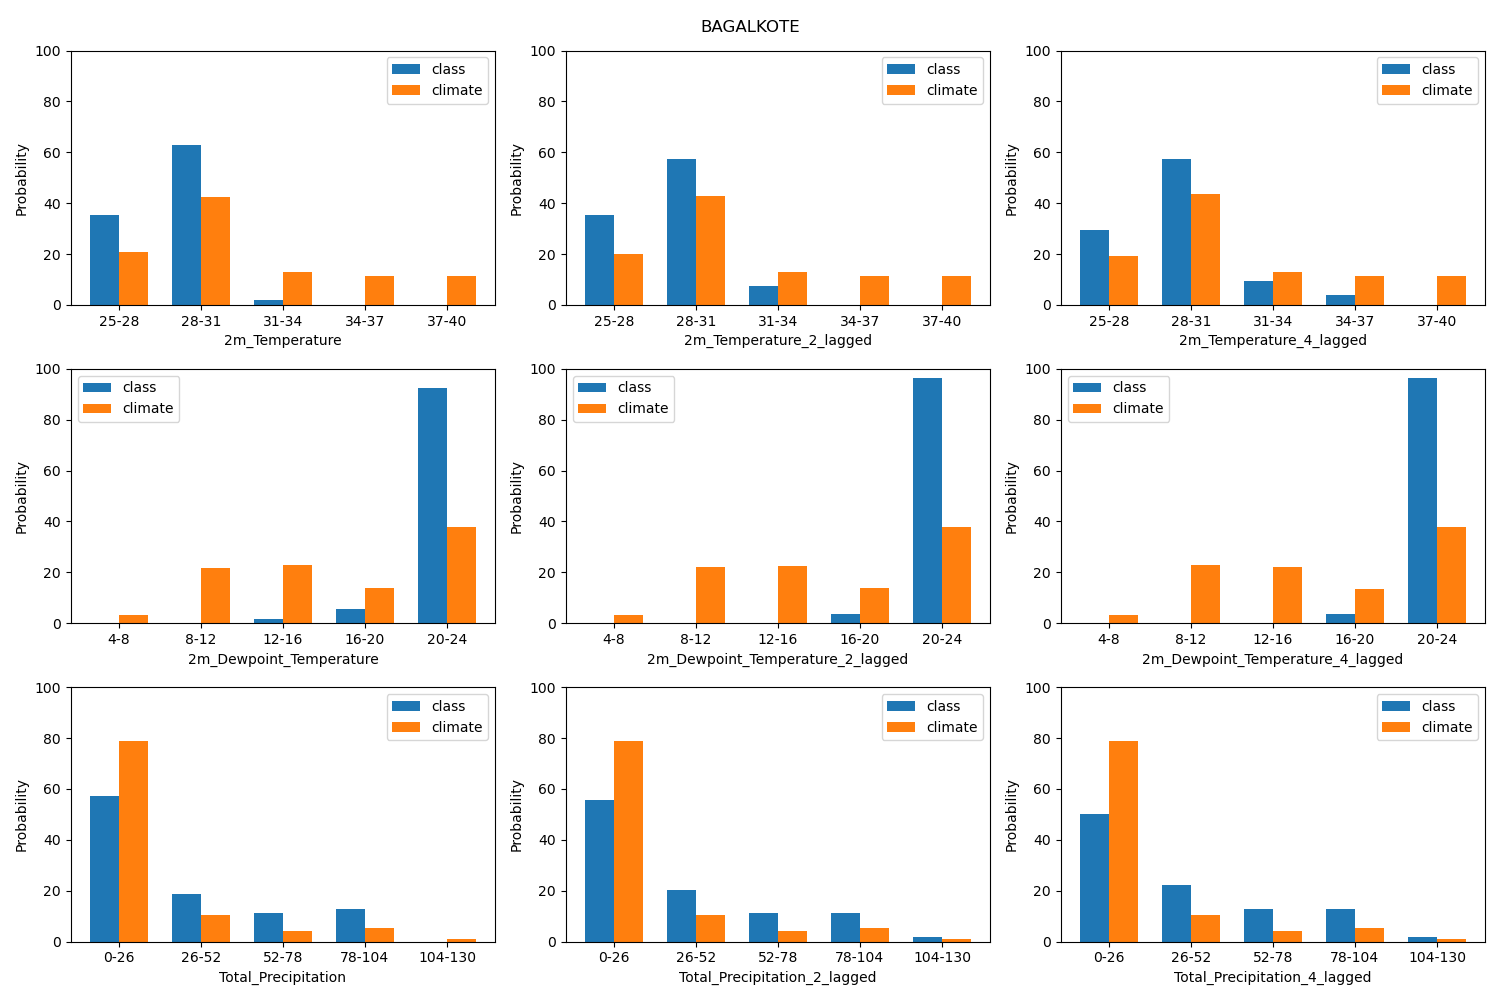 BAGALKOTE
100
80
60
40
20
0
Probability
class
climate
25-28 28-31 31-34 34-37 37-40
2m_Temperature
100
80
60
40
20
0
Probability
class
climate
25-28 28-31 31-34 34-37 37-40
2m_Temperature_2_lagged
100
80
60
40
20
0
Probability
class
climate
25-28 28-31 31-34 34-37 37-40
2m_Temperature_4_lagged
100
80
60
40
20
0
Probability
class
climate
4-8 8-12 12-16 16-20 20-24
2m_Dewpoint_Temperature
100
80
60
40
20
0
Probability
class
climate
4-8 8-12 12-16 16-20 20-24
2m_Dewpoint_Temperature_2_lagged
100
80
60
40
20
0
Probability
class
climate
4-8 8-12 12-16 16-20 20-24
2m_Dewpoint_Temperature_4_lagged
100
80
60
40
20
0
Probability
class
climate
0-26 26-52 52-78 78-104 104-130
Total_Precipitation
100
80
60
40
20
0
Probability
class
climate
0-26 26-52 52-78 78-104 104-130
Total_Precipitation_2_lagged
100
80
60
40
20
0
Probability
class
climate
0-26 26-52 52-78 78-104 104-130
Total_Precipitation_4_lagged